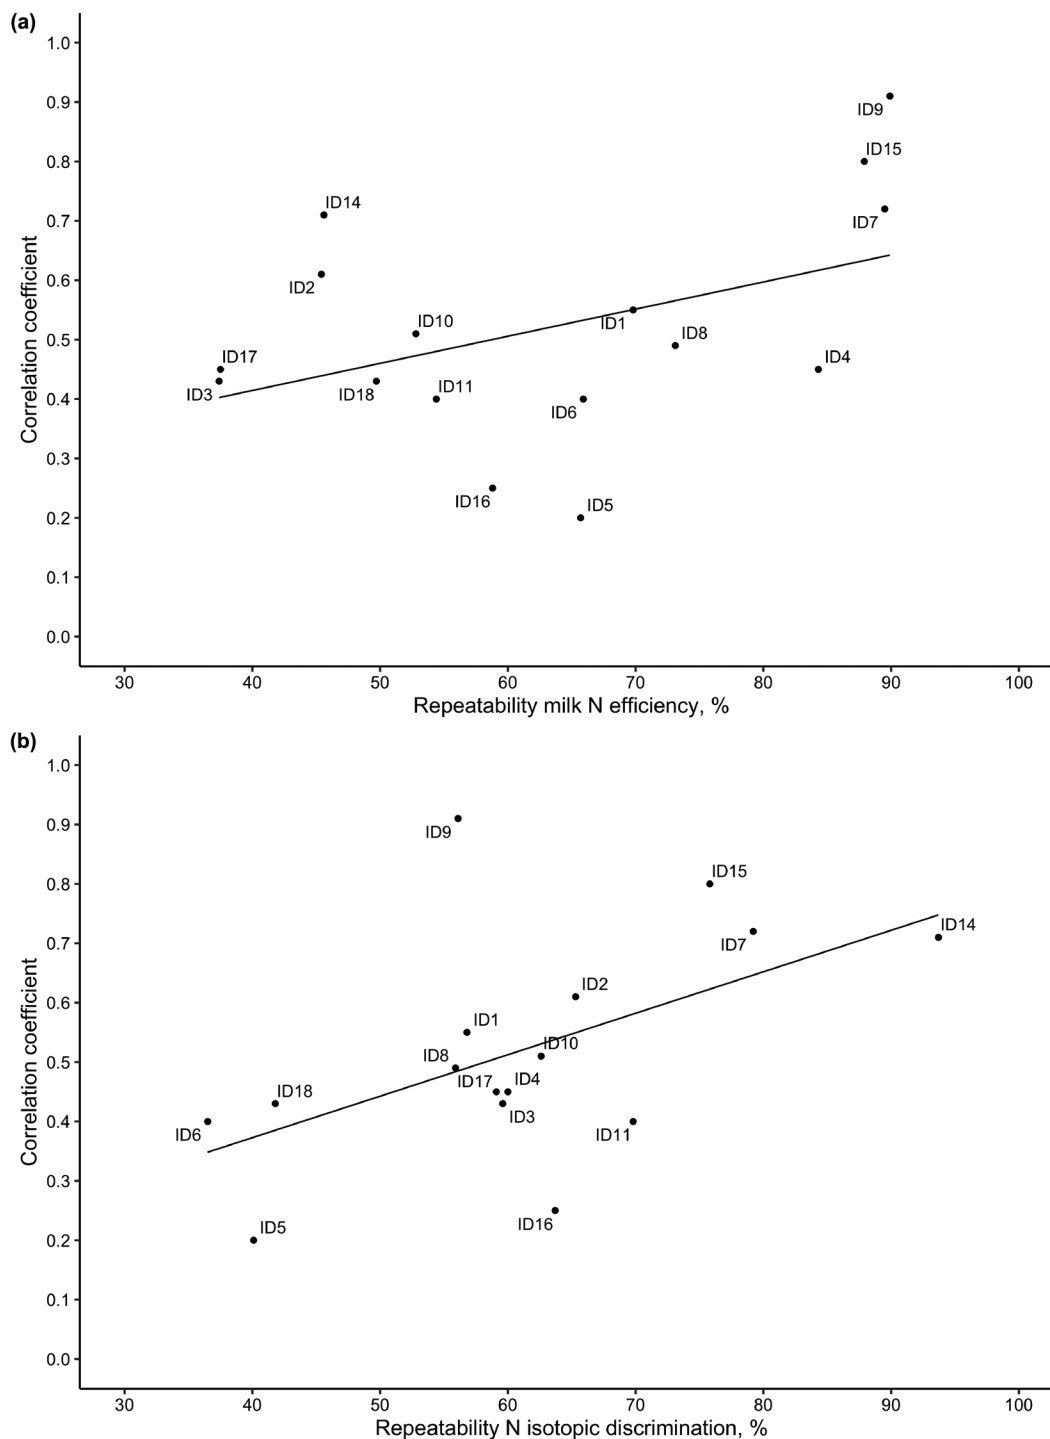 (a)
1.0
0.9
ID9
0.8
ID15
0.7
ID14
ID7
0.6
ID2
0.5
ID10
ID1
ID8
ID17
ID4
0.4
ID3
ID18
ID11
ID6
0.3
ID16
ID5
0.2
0.1
0.0
Correlation coefficient
30 40 50 60 70 80 90 100
Repeatability milk N efficiency, %
(b)
1.0
0.9
ID9
0.8
ID15
0.7
ID14
ID7
0.6
ID2
ID1
0.5
ID10
ID8
ID17 ID4
ID18
0.4
ID3
ID6
ID11
0.3
ID16
ID5
0.2
0.1
0.0
Correlation coefficient
30 40 50 60 70 80 90 100
Repeatability N isotopic discrimination, %